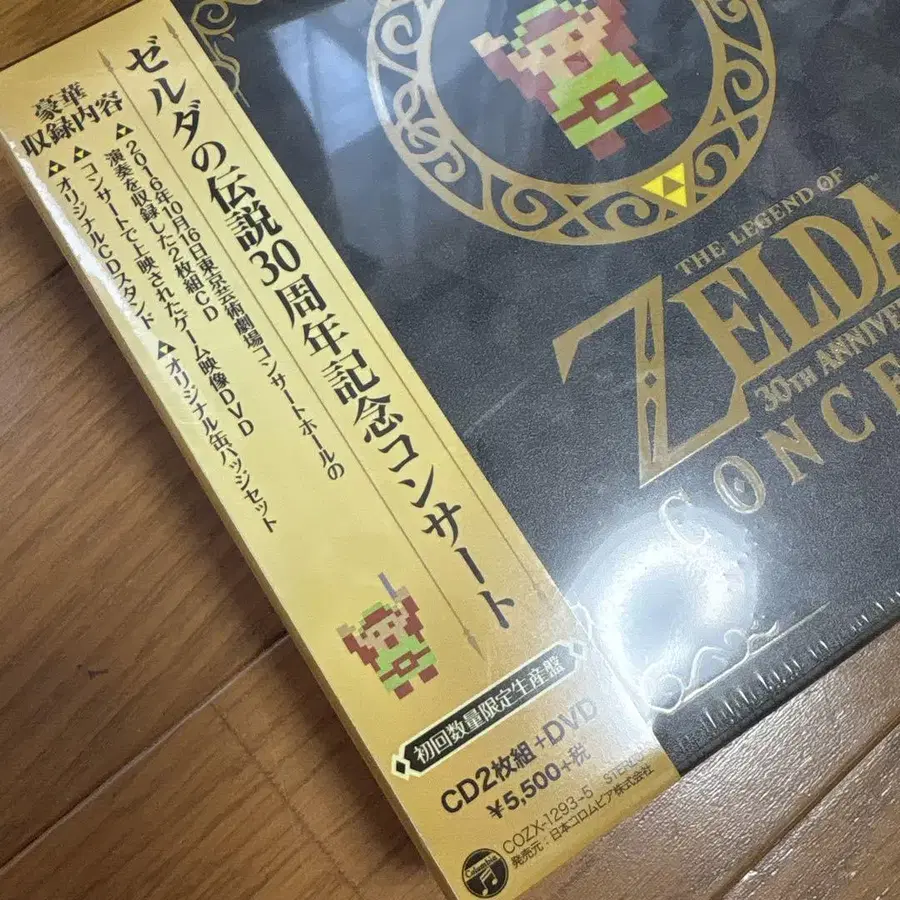 ゼルダの伝説30周年記念コンサート
豪華
収録内容
2016年10月16日東京芸術劇場コンサートホールの
演奏を収録した2枚組CD
コンサートで上映されたゲーム映像DVD
オリジナルCDスタンド
オリジナル缶バッジセット
初回数量限定生産盤
CD2枚組+DVD
¥5,500+税
COZX-1293-5
発売元:日本コロムビア株式会社
Columbia
THE LEGEND OF
ZELDA
30TH